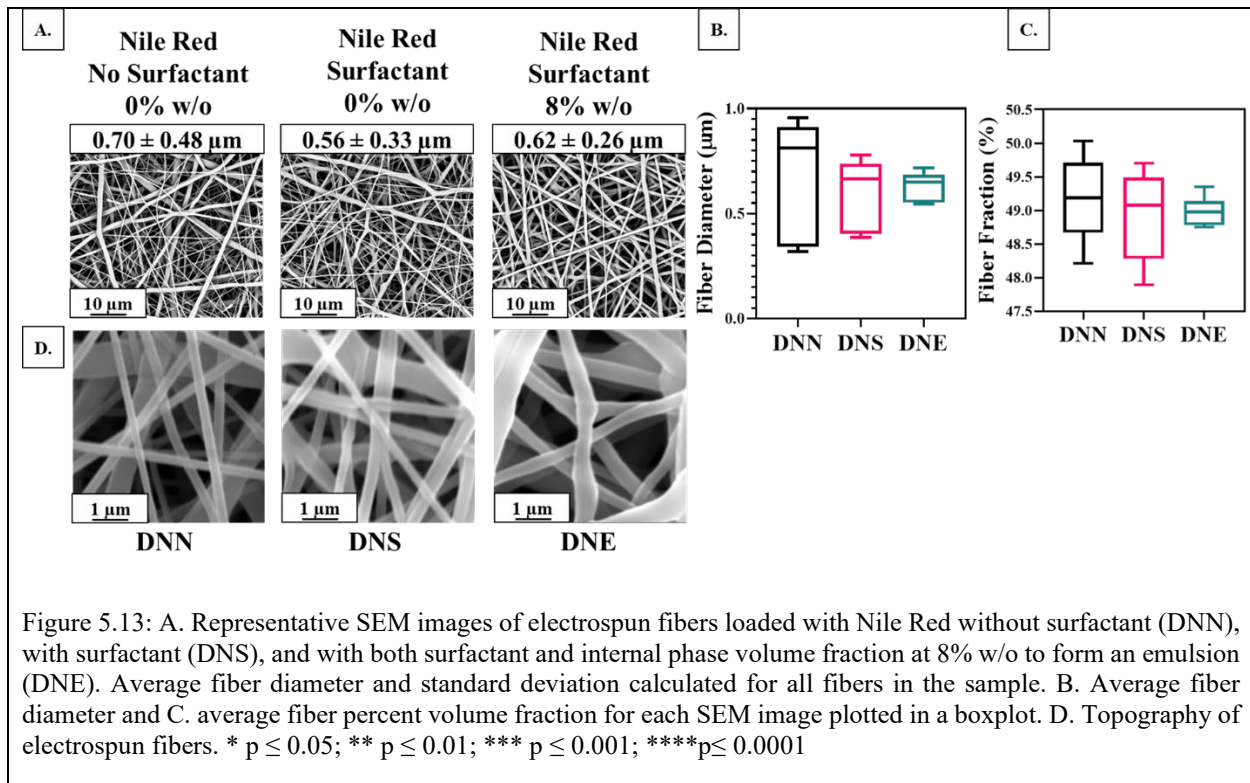 A.
Nile Red
No Surfactant
0% w/o
0.70 ± 0.48 µm
10 µm
Nile Red
Surfactant
0% w/o
0.56 ± 0.33 µm
10 µm
Nile Red
Surfactant
8% w/o
0.62 ± 0.26 µm
10 µm
B.
Fiber Diameter (µm)
1.0
0.5
0.0
DNN DNS DNE
C.
Fiber Fraction (%)
50.5
50.0
49.5
49.0
48.5
48.0
47.5
DNN DNS DNE
D.
1 µm
DNN
1 µm
DNS
1 µm
DNE
Figure 5.13: A. Representative SEM images of electrospun fibers loaded with Nile Red without surfactant (DNN),
with surfactant (DNS), and with both surfactant and internal phase volume fraction at 8% w/o to form an emulsion
(DNE). Average fiber diameter and standard deviation calculated for all fibers in the sample. B. Average fiber
diameter and C. average fiber percent volume fraction for each SEM image plotted in a boxplot. D. Topography of
electrospun fibers. * p ≤ 0.05; ** p ≤ 0.01; *** p ≤ 0.001; ****p≤ 0.0001